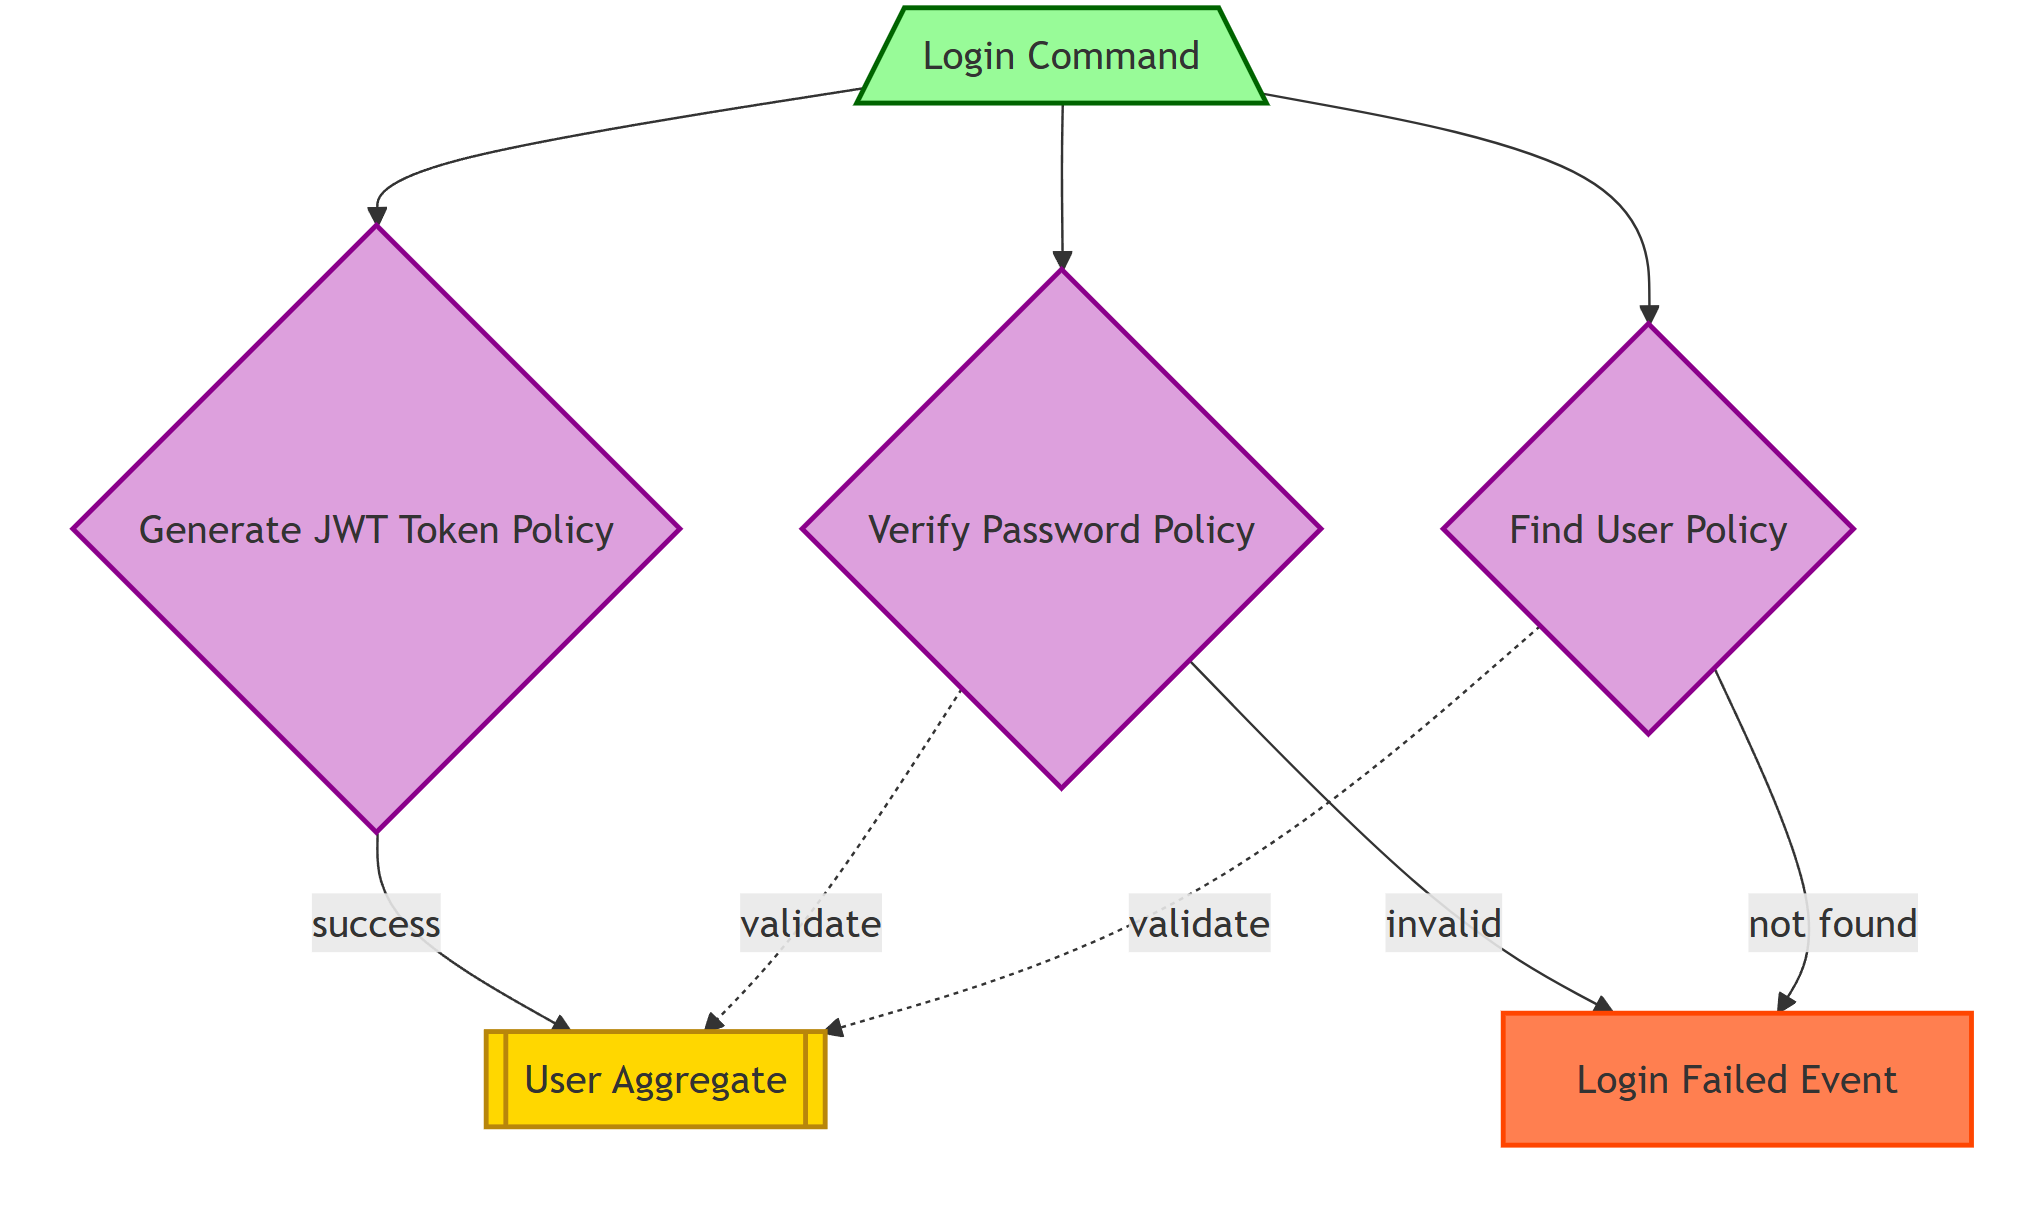 Login Command
Generate JWT Token Policy
Verify Password Policy
Find User Policy
success
validate
validate
invalid
not found
User Aggregate
Login Failed Event